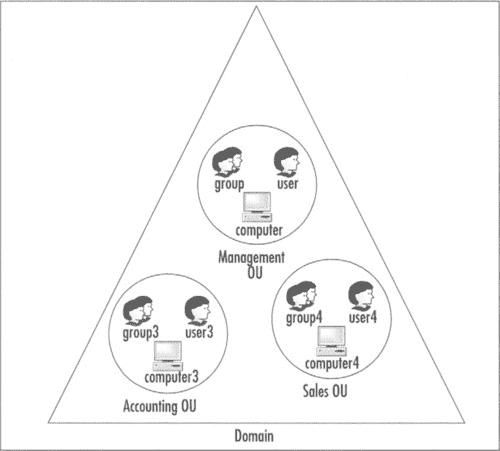 group user
computer
Management
OU
group3 user3
computer3
Accounting OU
group4 user4
computer4
Sales OU
Domain